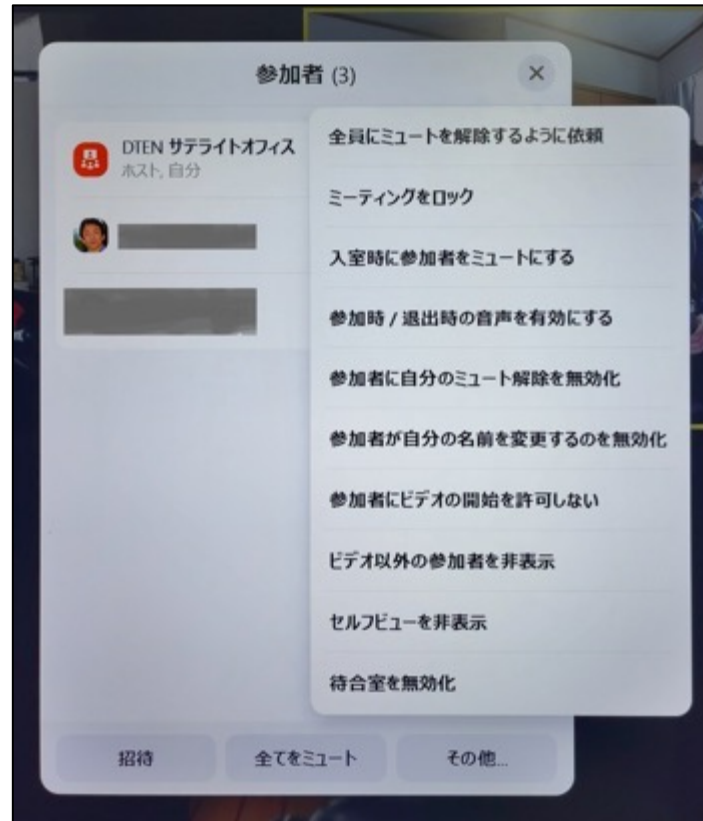 参加者 (3)
DTEN サテライトオフィス
ホスト, 自分
全員にミュートを解除するように依頼
ミーティングをロック
入室時に参加者をミュートにする
参加時 / 退出時の音声を有効にする
参加者に自分のミュート解除を無効化
参加者が自分の名前を変更するのを無効化
参加者にビデオの開始を許可しない
ビデオ以外の参加者を非表示
セルフビューを非表示
待合室を無効化
招待
全てをミュート
その他...